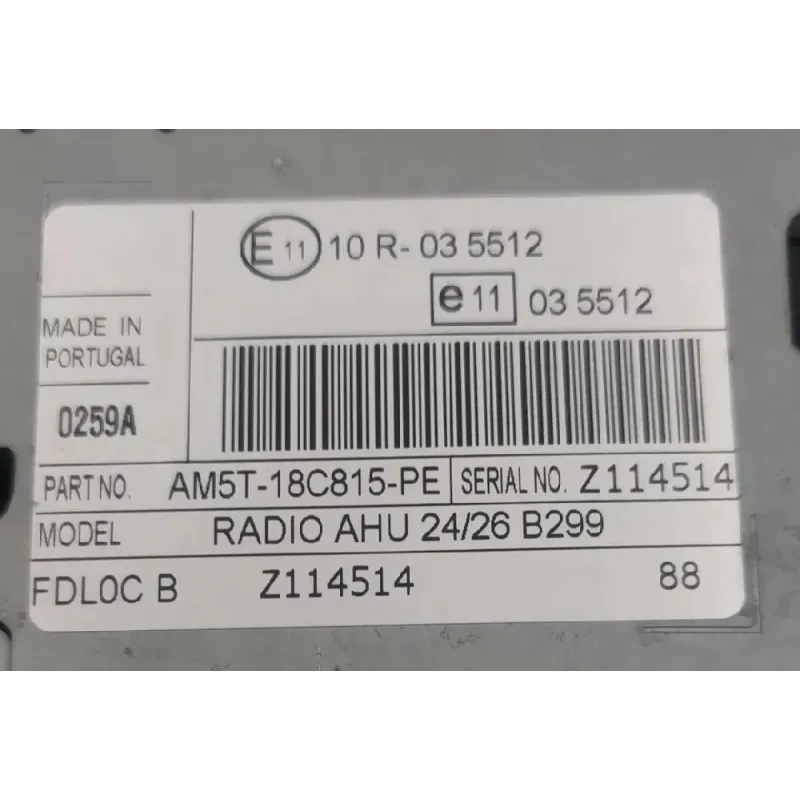 E 11 10 R- 03 5512
e 11 03 5512
MADE IN
PORTUGAL
0259A
PART NO. AM5T-18C815-PE SERIAL NO. Z114514
MODEL RADIO AHU 24/26 B299
FDLOC B Z114514 88